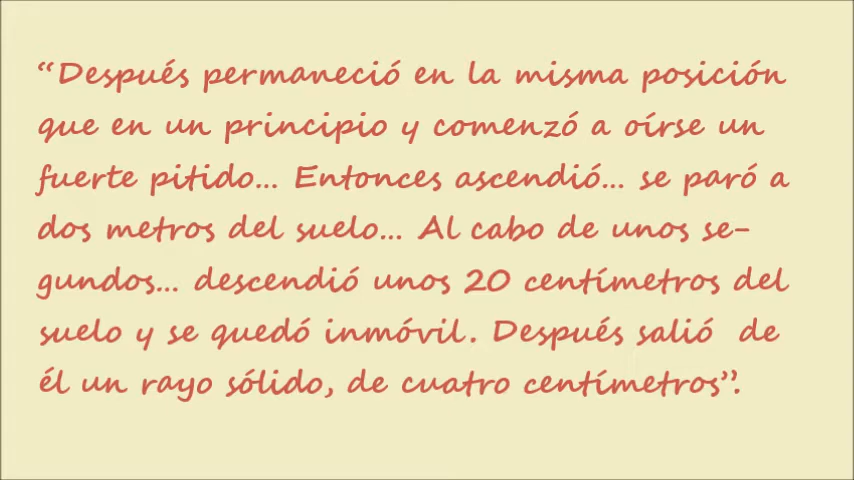 “Después permaneció en la misma posición
que en un principio y comenzó a oírse un
fuerte pitido... Entonces ascendió... se paró a
dos metros del suelo... Al cabo de unos se-
gundos... descendió unos 20 centímetros del
suelo y se quedó inmóvil. Después salió de
él un rayo sólido, de cuatro centímetros”.